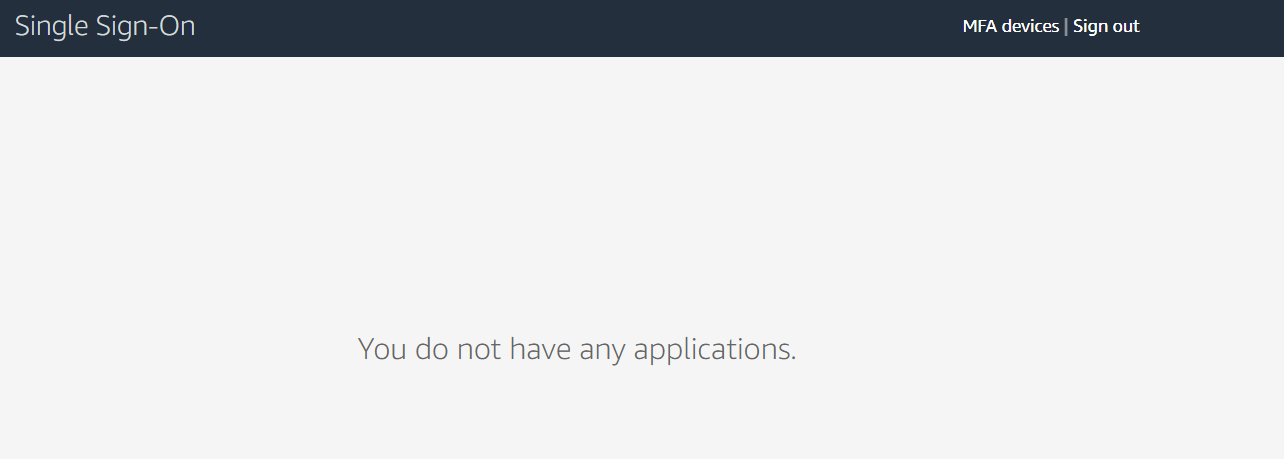 Single Sign-On
MFA devices | Sign out
You do not have any applications.